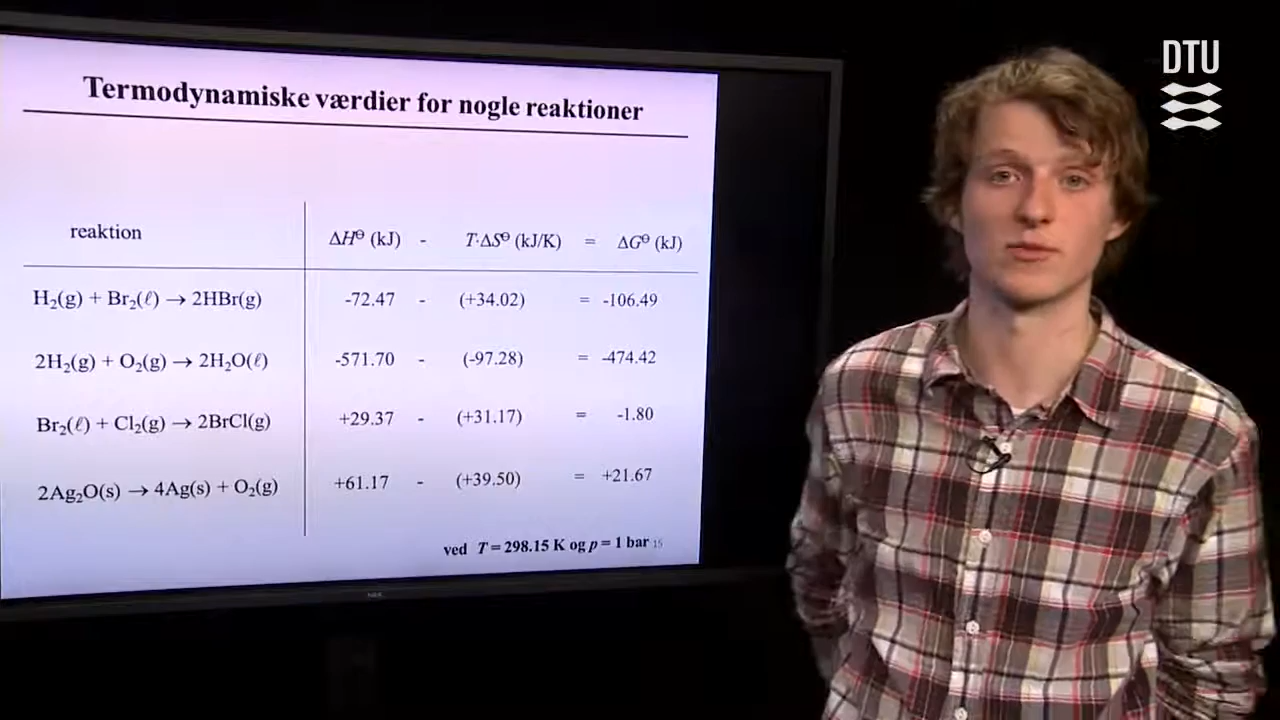 DTU
Termodynamiske værdier for nogle reaktioner
reaktion ΔH⊖ (kJ) - T·ΔS⊖ (kJ/K) = ΔG⊖ (kJ)
H₂(g) + Br₂(ℓ) → 2HBr(g) -72.47 - (+34.02) = -106.49
2H₂(g) + O₂(g) → 2H₂O(ℓ) -571.70 - (-97.28) = -474.42
Br₂(ℓ) + Cl₂(g) → 2BrCl(g) +29.37 - (+31.17) = -1.80
2Ag₂O(s) → 4Ag(s) + O₂(g) +61.17 - (+39.50) = +21.67
ved T = 298.15 K og p = 1 bar 15
NEC